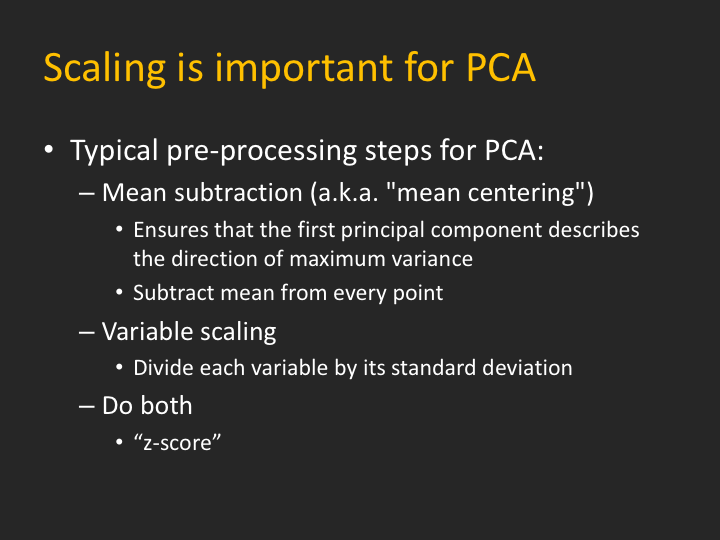 Scaling is important for PCA
• Typical pre-processing steps for PCA:
– Mean subtraction (a.k.a. "mean centering")
• Ensures that the first principal component describes
the direction of maximum variance
• Subtract mean from every point
– Variable scaling
• Divide each variable by its standard deviation
– Do both
• “z-score”